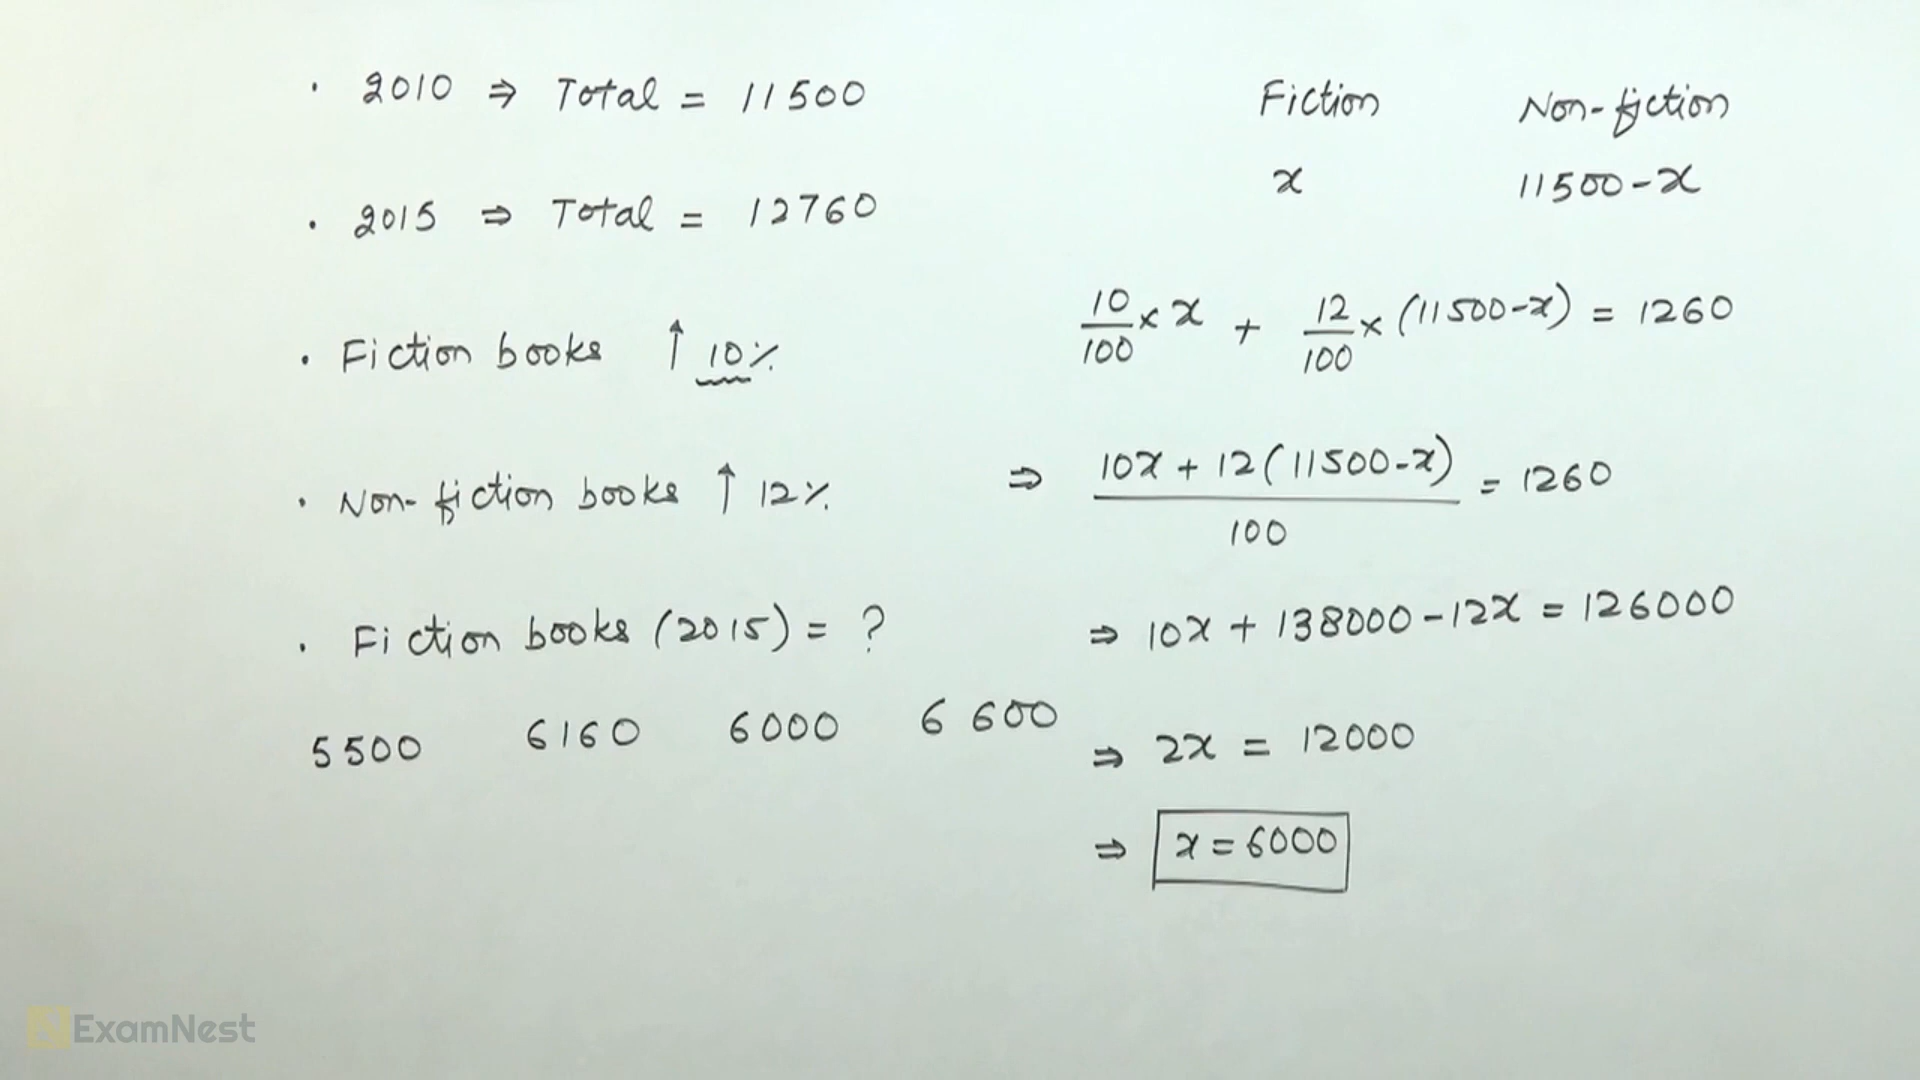 · 2010 ⇒ Total = 11500
· 2015 ⇒ Total = 12760
· Fiction books ↑ 10%
· Non-fiction books ↑ 12%
· Fiction books (2015) = ?
5500 6160 6000 6600
Fiction Non-fiction
x 11500-x
10/100 × x + 12/100 × (11500-x) = 1260
⇒ 10x + 12(11500-x) / 100 = 1260
⇒ 10x + 138000 - 12x = 126000
⇒ 2x = 12000
⇒ x = 6000
ExamNest